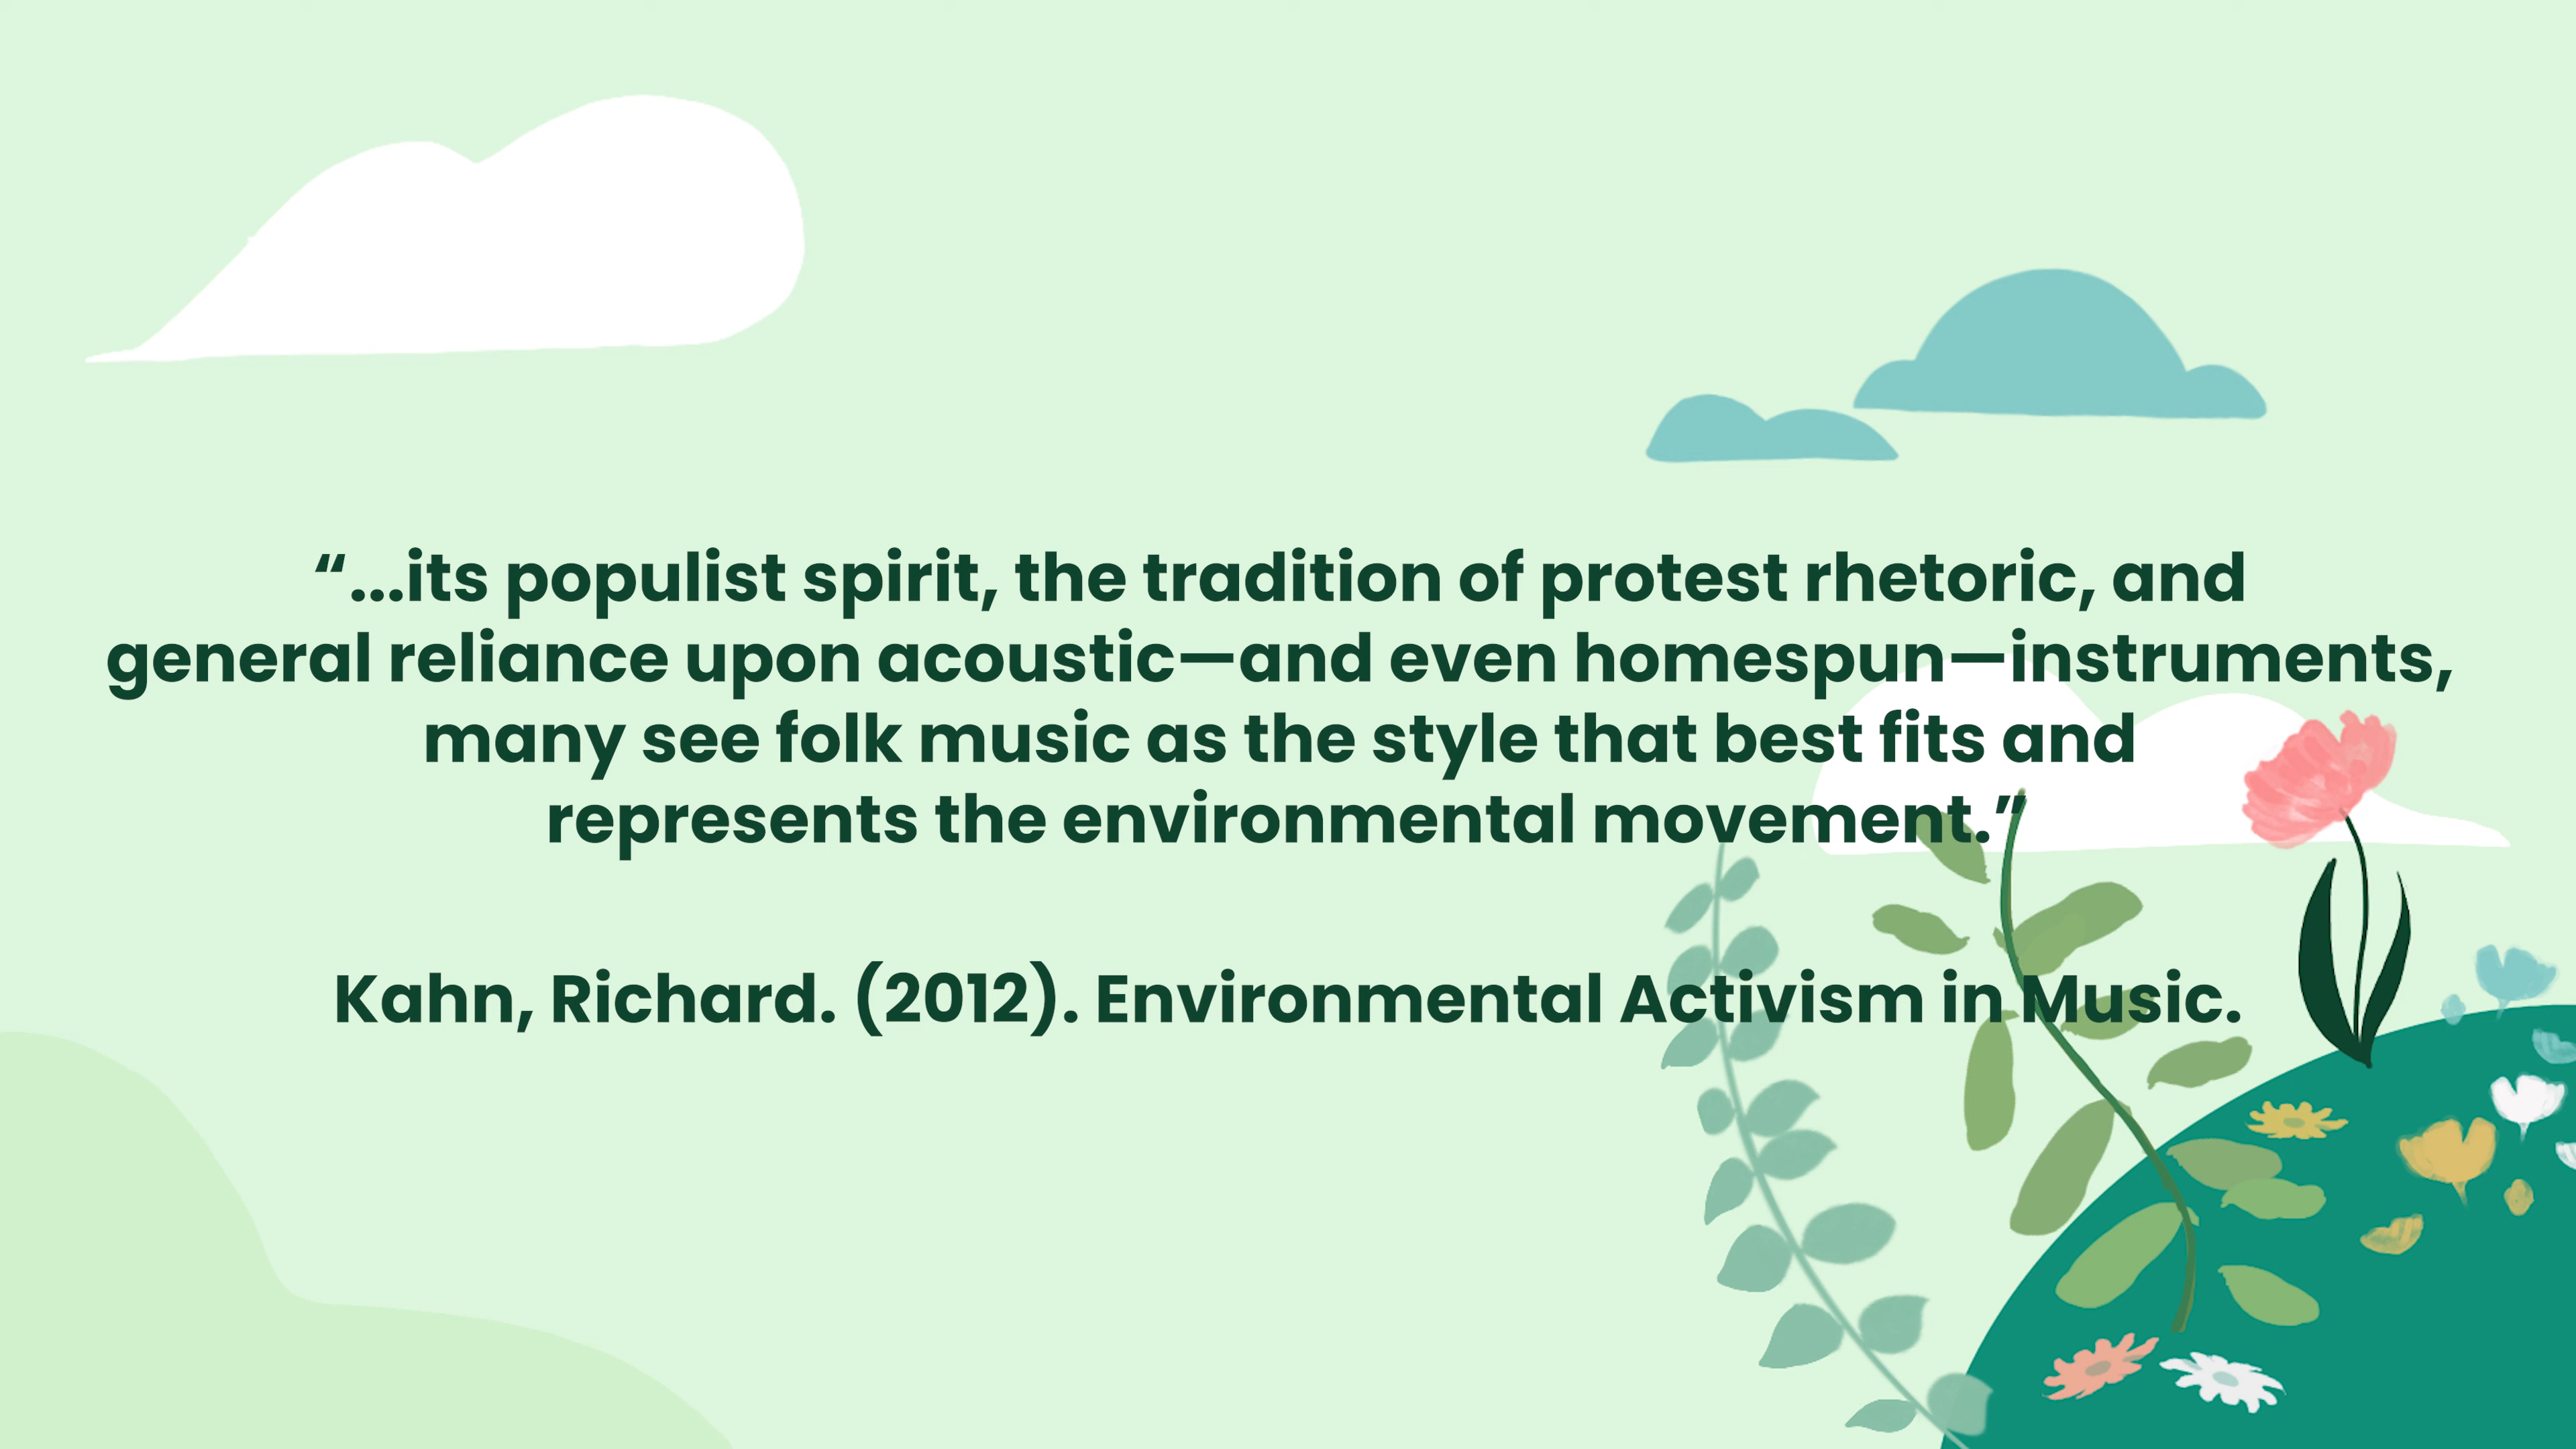 “...its populist spirit, the tradition of protest rhetoric, and
general reliance upon acoustic—and even homespun—instruments,
many see folk music as the style that best fits and
represents the environmental movement.”
Kahn, Richard. (2012). Environmental Activism in Music.